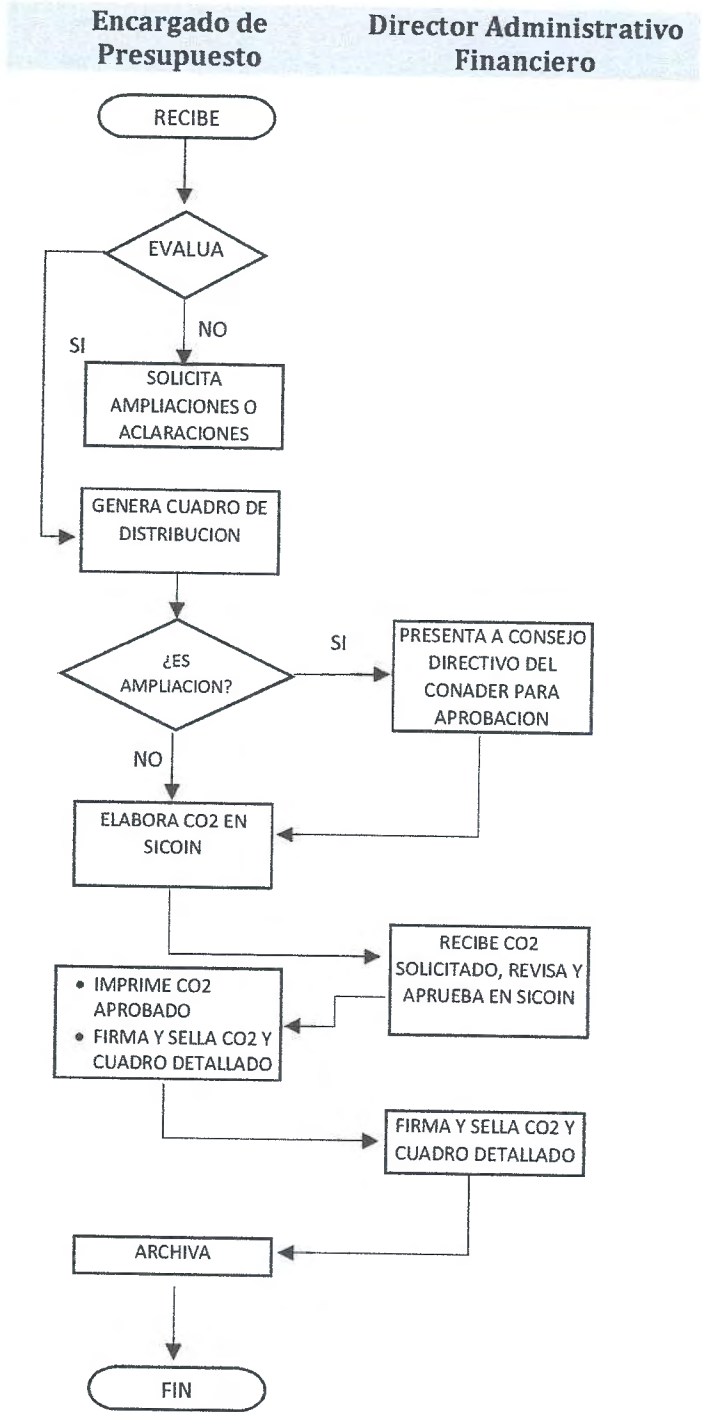 Encargado de
Presupuesto
Director Administrativo
Financiero
RECIBE
EVALUA
NO
SI
SOLICITA
AMPLIACIONES O
ACLARACIONES
GENERA CUADRO DE
DISTRIBUCION
¿ES
AMPLIACION?
SI
PRESENTA A CONSEJO
DIRECTIVO DEL
CONADER PARA
APROBACION
NO
ELABORA CO2 EN
SICOIN
RECIBE CO2
SOLICITADO, REVISA Y
APRUEBA EN SICOIN
• IMPRIME CO2
APROBADO
• FIRMA Y SELLA CO2 Y
CUADRO DETALLADO
FIRMA Y SELLA CO2 Y
CUADRO DETALLADO
ARCHIVA
FIN